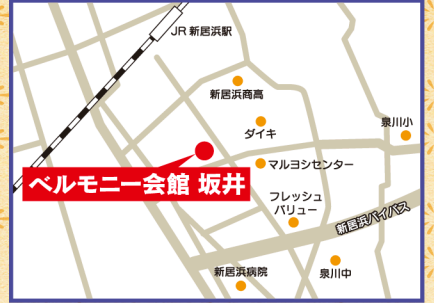 JR 新居浜駅
新居浜商高
ダイキ
泉川小
マルヨシセンター
ベルモニー会館 坂井
フレッシュ
バリュー
新居浜バイパス
新居浜病院
泉川中